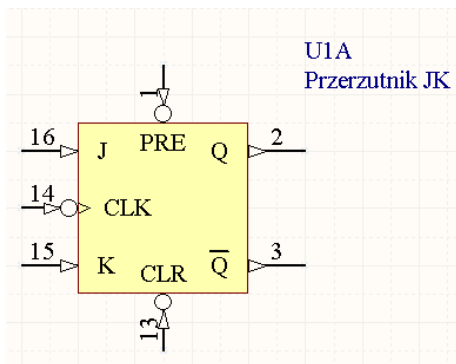 U1A
Przerzutnik JK
1
16 J PRE Q 2
14 CLK
15 K CLR Q̅ 3
13